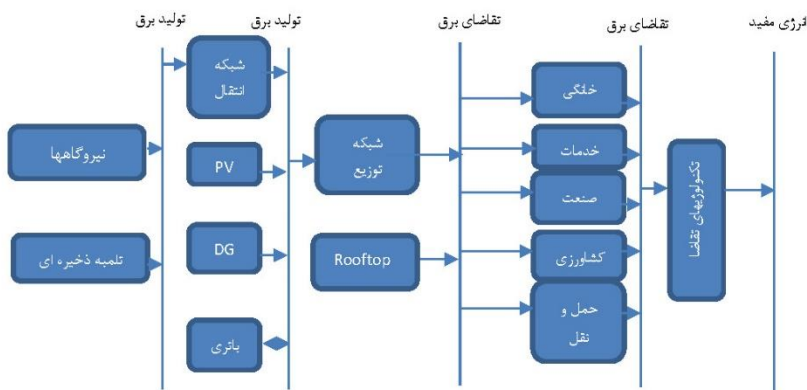 تولید برق
تولید برق
تقاضای برق
تقاضای برق
انرژی مفید
شبکه
انتقال
خانگی
نیروگاهها
PV
شبکه
توزیع
خدمات
صنعت
تکنولوژیهای تقاضا
تلمبه ذخیره ای
DG
Rooftop
کشاورزی
باتری
حمل و
نقل